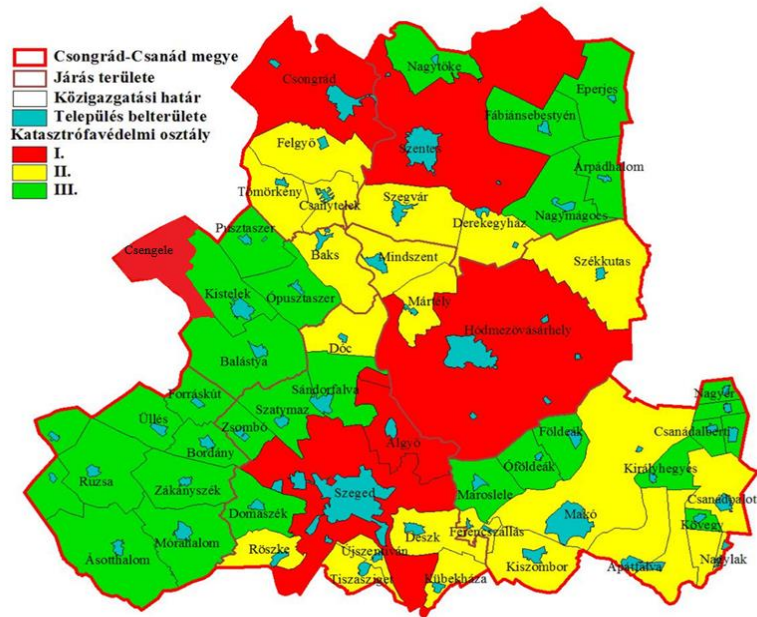 Csongrád-Csanád megye
Járás területe
Közigazgatási határ
Település belterülete
Katasztrófavédelmi osztály
I.
II.
III.
Nagytőke
Csongrád
Eperjes
Fábiánsebestyén
Szentes
Felgyő
Árpádhalom
Tömörkény
Szegvár
Csanytelek
Nagymágocs
Derekegyház
Pusztaszer
Csengele
Baks
Mindszent
Székkutas
Kistelek
Ópusztaszer
Mártély
Hódmezővásárhely
Dóc
Balástya
Forráskút
Sándorfalva
Nagyér
Üllés
Szatymaz
Zsombó
Algyő
Földeák
Csanádalberti
Bordány
Óföldeák
Királyhegyes
Ruzsa
Zákányszék
Maroslele
Szeged
Csanádpalota
Domaszék
Makó
Kövegy
Mórahalom
Deszk
Ferencszállás
Ásotthalom
Röszke
Újszentiván
Nagylak
Kiszombor
Apátfalva
Tiszasziget
Kübekháza